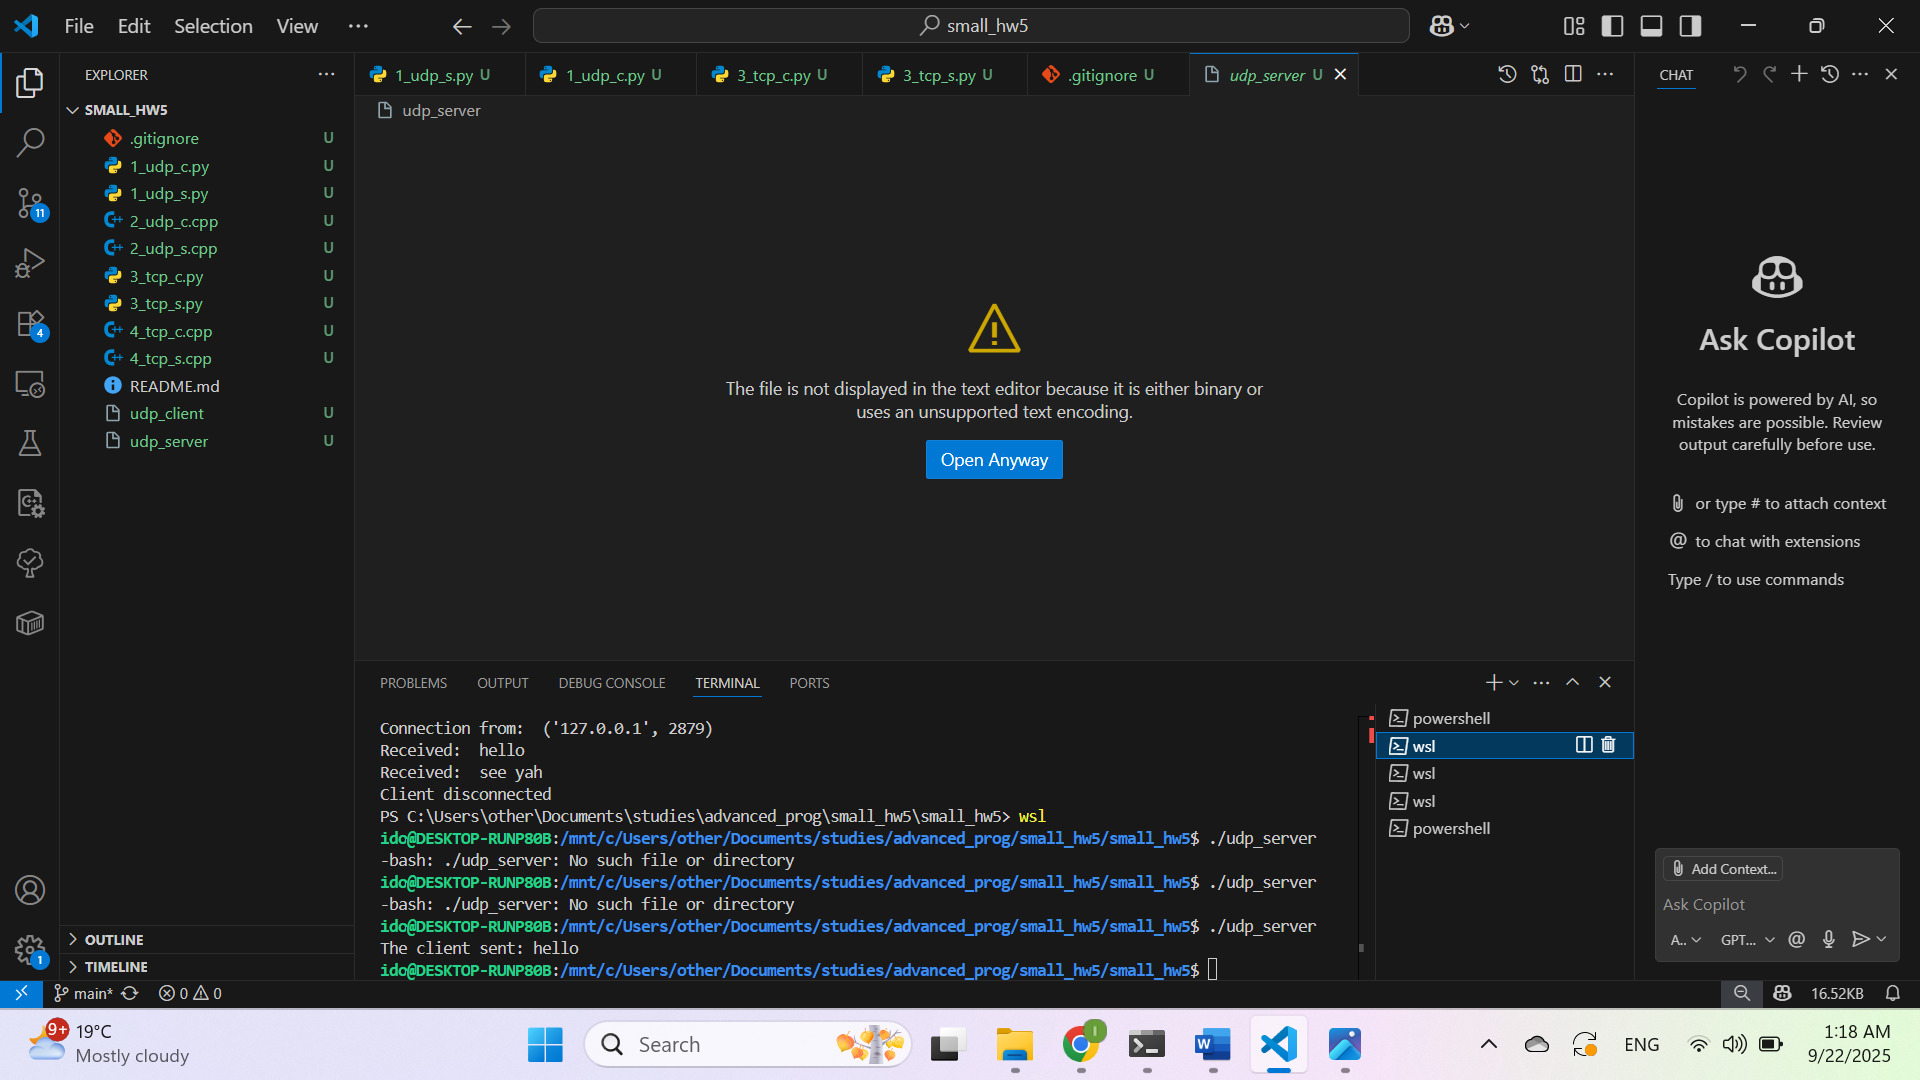 File Edit Selection View ··· small_hw5
EXPLORER ···
SMALL_HW5
.gitignore U
1_udp_c.py U
1_udp_s.py U
2_udp_c.cpp U
2_udp_s.cpp U
3_tcp_c.py U
3_tcp_s.py U
4_tcp_c.cpp U
4_tcp_s.cpp U
README.md
udp_client U
udp_server U
OUTLINE
TIMELINE
11
4
1
1_udp_s.py U 1_udp_c.py U 3_tcp_c.py U 3_tcp_s.py U .gitignore U udp_server U
udp_server
The file is not displayed in the text editor because it is either binary or
uses an unsupported text encoding.
Open Anyway
PROBLEMS OUTPUT DEBUG CONSOLE TERMINAL PORTS
Connection from:  ('127.0.0.1', 2879)
Received:  hello
Received:  see yah
Client disconnected
PS C:\Users\other\Documents\studies\advanced_prog\small_hw5\small_hw5> wsl
ido@DESKTOP-RUNP80B:/mnt/c/Users/other/Documents/studies/advanced_prog/small_hw5/small_hw5$ ./udp_server
-bash: ./udp_server: No such file or directory
ido@DESKTOP-RUNP80B:/mnt/c/Users/other/Documents/studies/advanced_prog/small_hw5/small_hw5$ ./udp_server
-bash: ./udp_server: No such file or directory
ido@DESKTOP-RUNP80B:/mnt/c/Users/other/Documents/studies/advanced_prog/small_hw5/small_hw5$ ./udp_server
The client sent: hello
ido@DESKTOP-RUNP80B:/mnt/c/Users/other/Documents/studies/advanced_prog/small_hw5/small_hw5$
powershell
wsl
wsl
wsl
powershell
CHAT
Ask Copilot
Copilot is powered by AI, so
mistakes are possible. Review
output carefully before use.
or type # to attach context
@ to chat with extensions
Type / to use commands
Add Context...
Ask Copilot
A.. GPT... @
main* 0 0 16.52KB
9+ 19°C
Mostly cloudy
Search
ENG
1:18 AM
9/22/2025